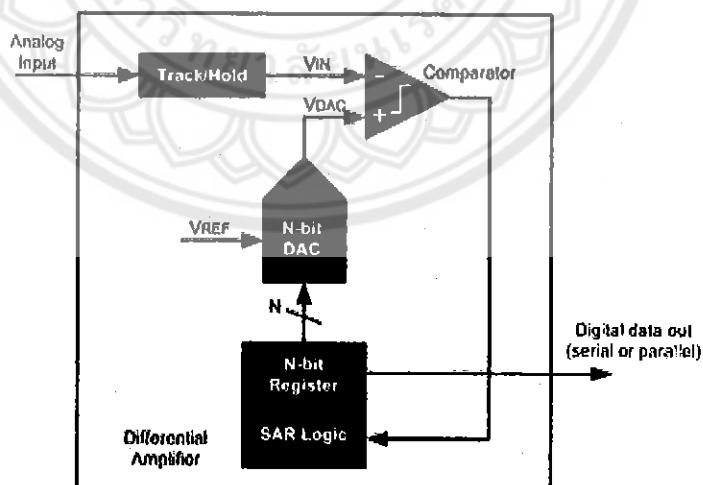 Analog
Input
Track/Hold
VIN
-
Comparator
VDAC
+
VREF
N-bit
DAC
N
N-bit
Register
SAR Logic
Digital data out
(serial or parallel)
Differential
Amplifier